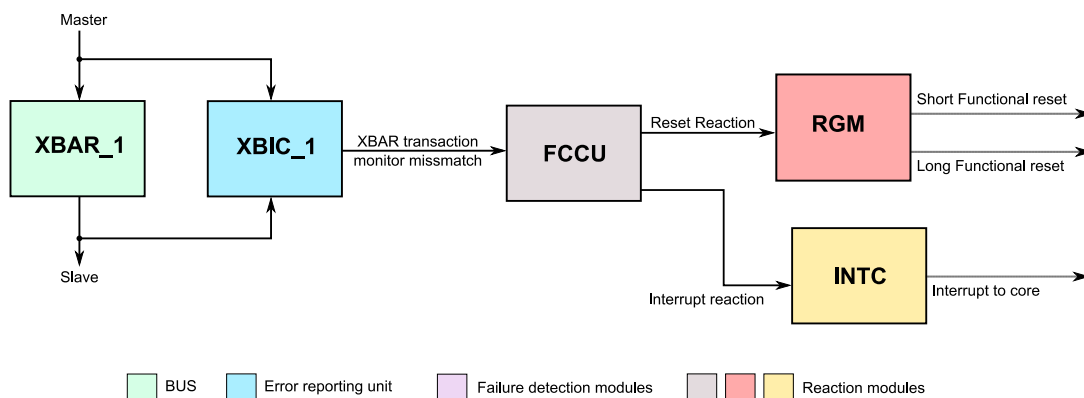 Master
XBAR_1
XBIC_1
XBAR transaction
monitor missmatch
FCCU
Reset Reaction
RGM
Short Functional reset
Long Functional reset
Slave
Interrupt reaction
INTC
Interrupt to core
BUS
Error reporting unit
Failure detection modules
Reaction modules